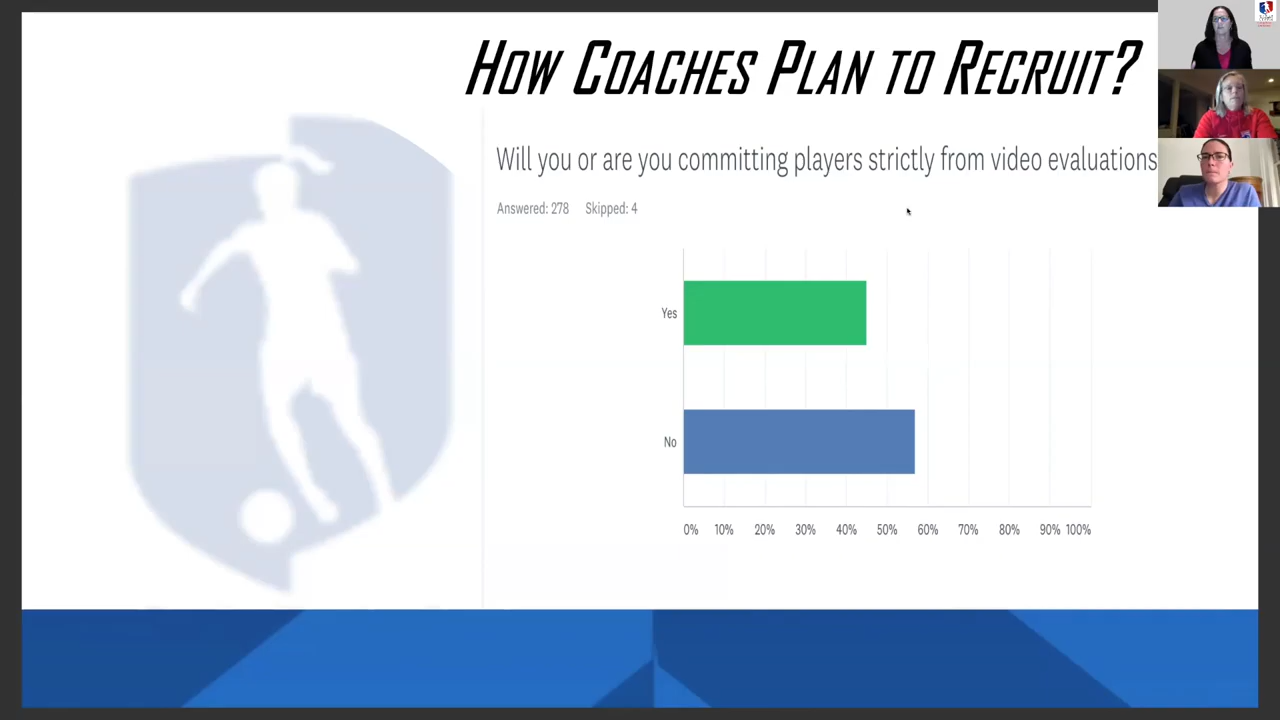 HOW COACHES PLAN TO RECRUIT?
Will you or are you committing players strictly from video evaluations
Answered: 278 Skipped: 4
Yes
No
0% 10% 20% 30% 40% 50% 60% 70% 80% 90% 100%